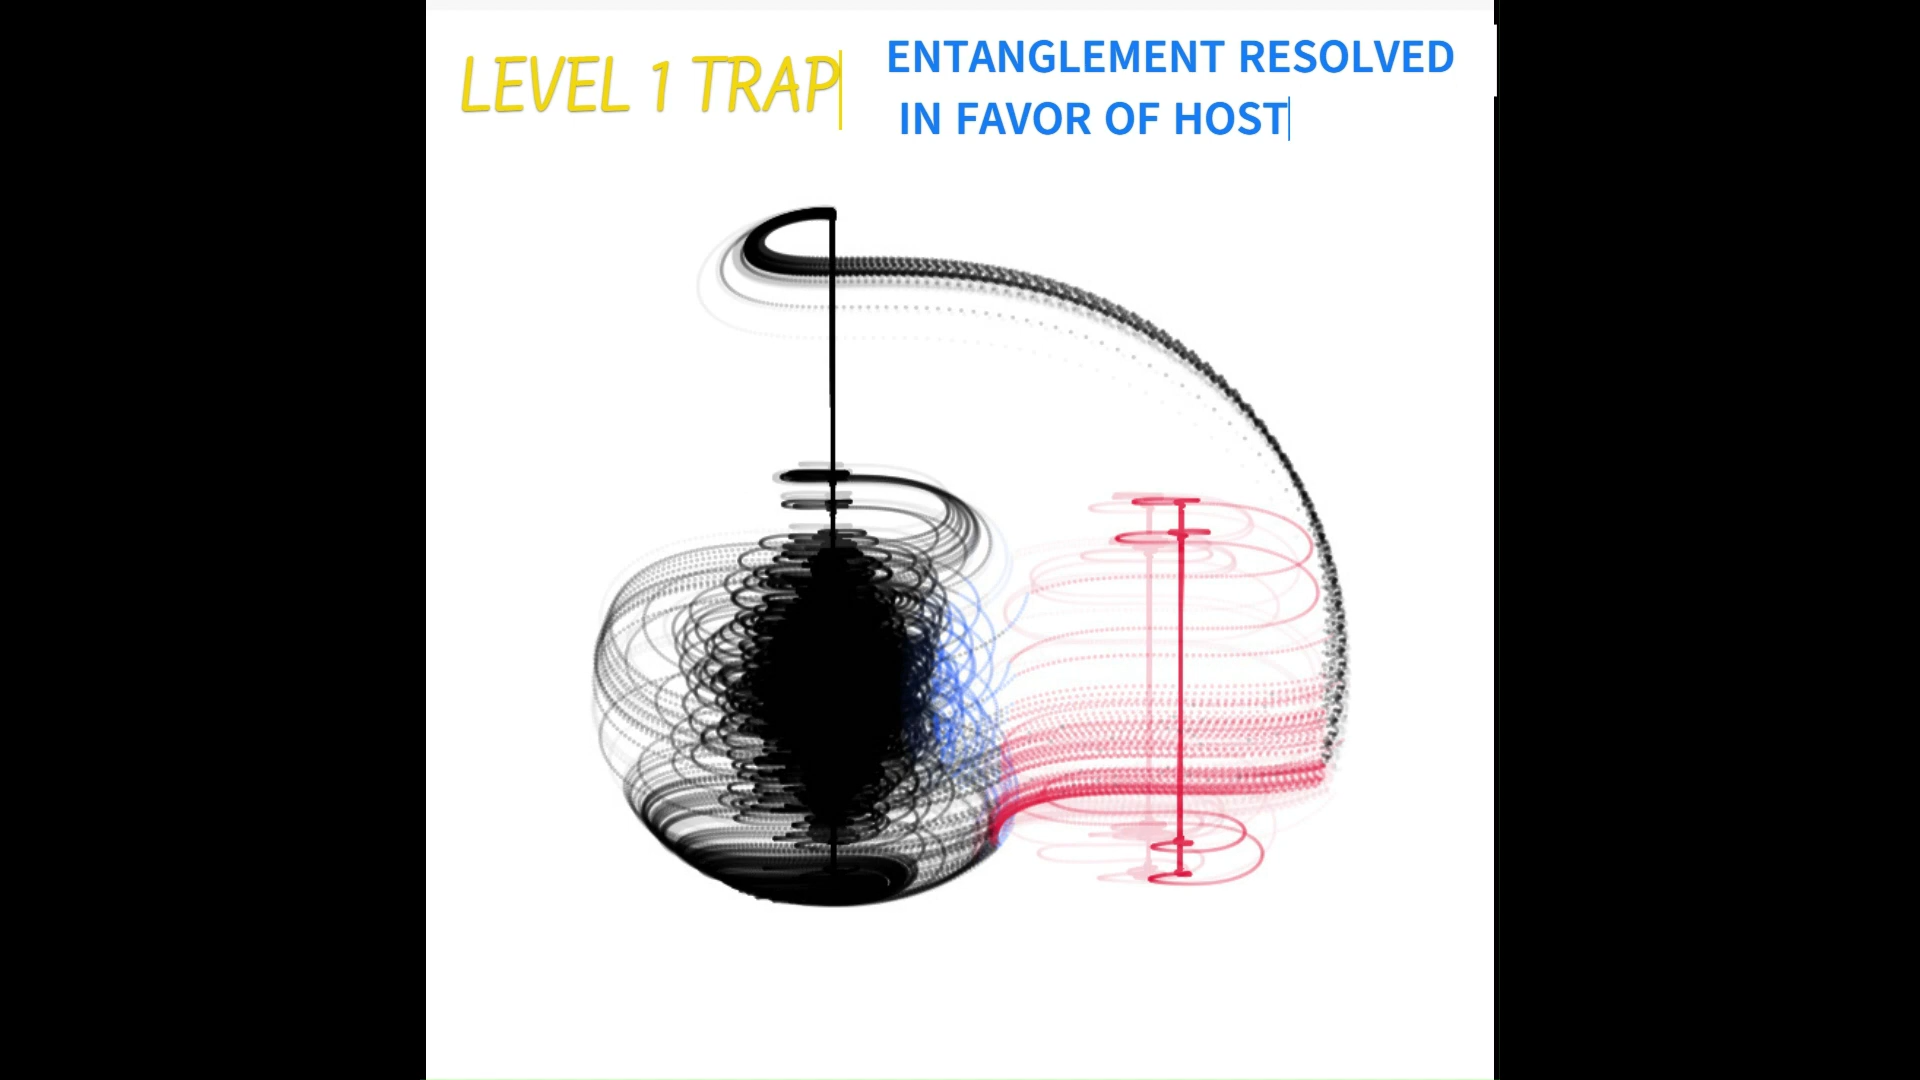 LEVEL 1 TRAP
ENTANGLEMENT RESOLVED
IN FAVOR OF HOST